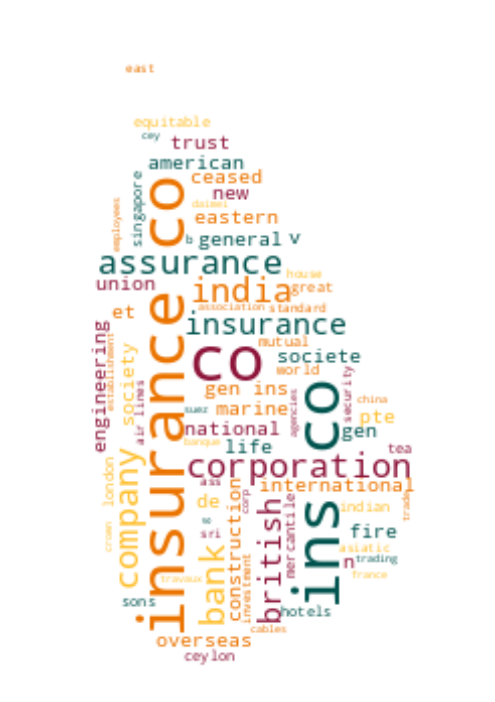 east
equitable
cey
trust
american
ceased
singapore
new
employees
daimei
eastern
insurance co
b
general
v
assurance
house
union
india
great
association
standard
et
insurance
engineering
establishment
mutual
co
societe
society
world
air lines
gen ins
security
agencies
china
suez
marine
pte
ins co
national
gen
banque
life
tea
corporation
company
london
ass
international
de
corp
trade
construction
british
mercantile
indian
so
sri
fire
crown
asiatic
bank
investment
n
trading
travaux
france
sons
hotels
cables
overseas
ceylon